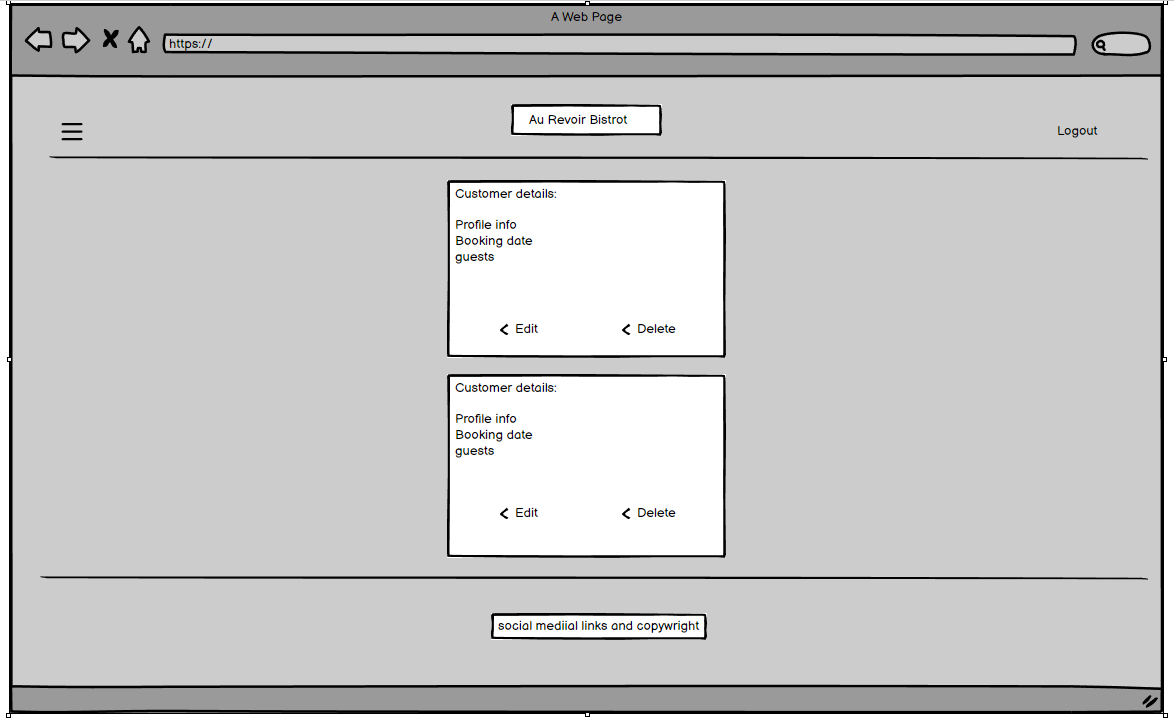 A Web Page
https://
Au Revoir Bistrot
Logout
Customer details:
Profile info
Booking date
guests
Edit
Delete
Customer details:
Profile info
Booking date
guests
Edit
Delete
social mediial links and copywright